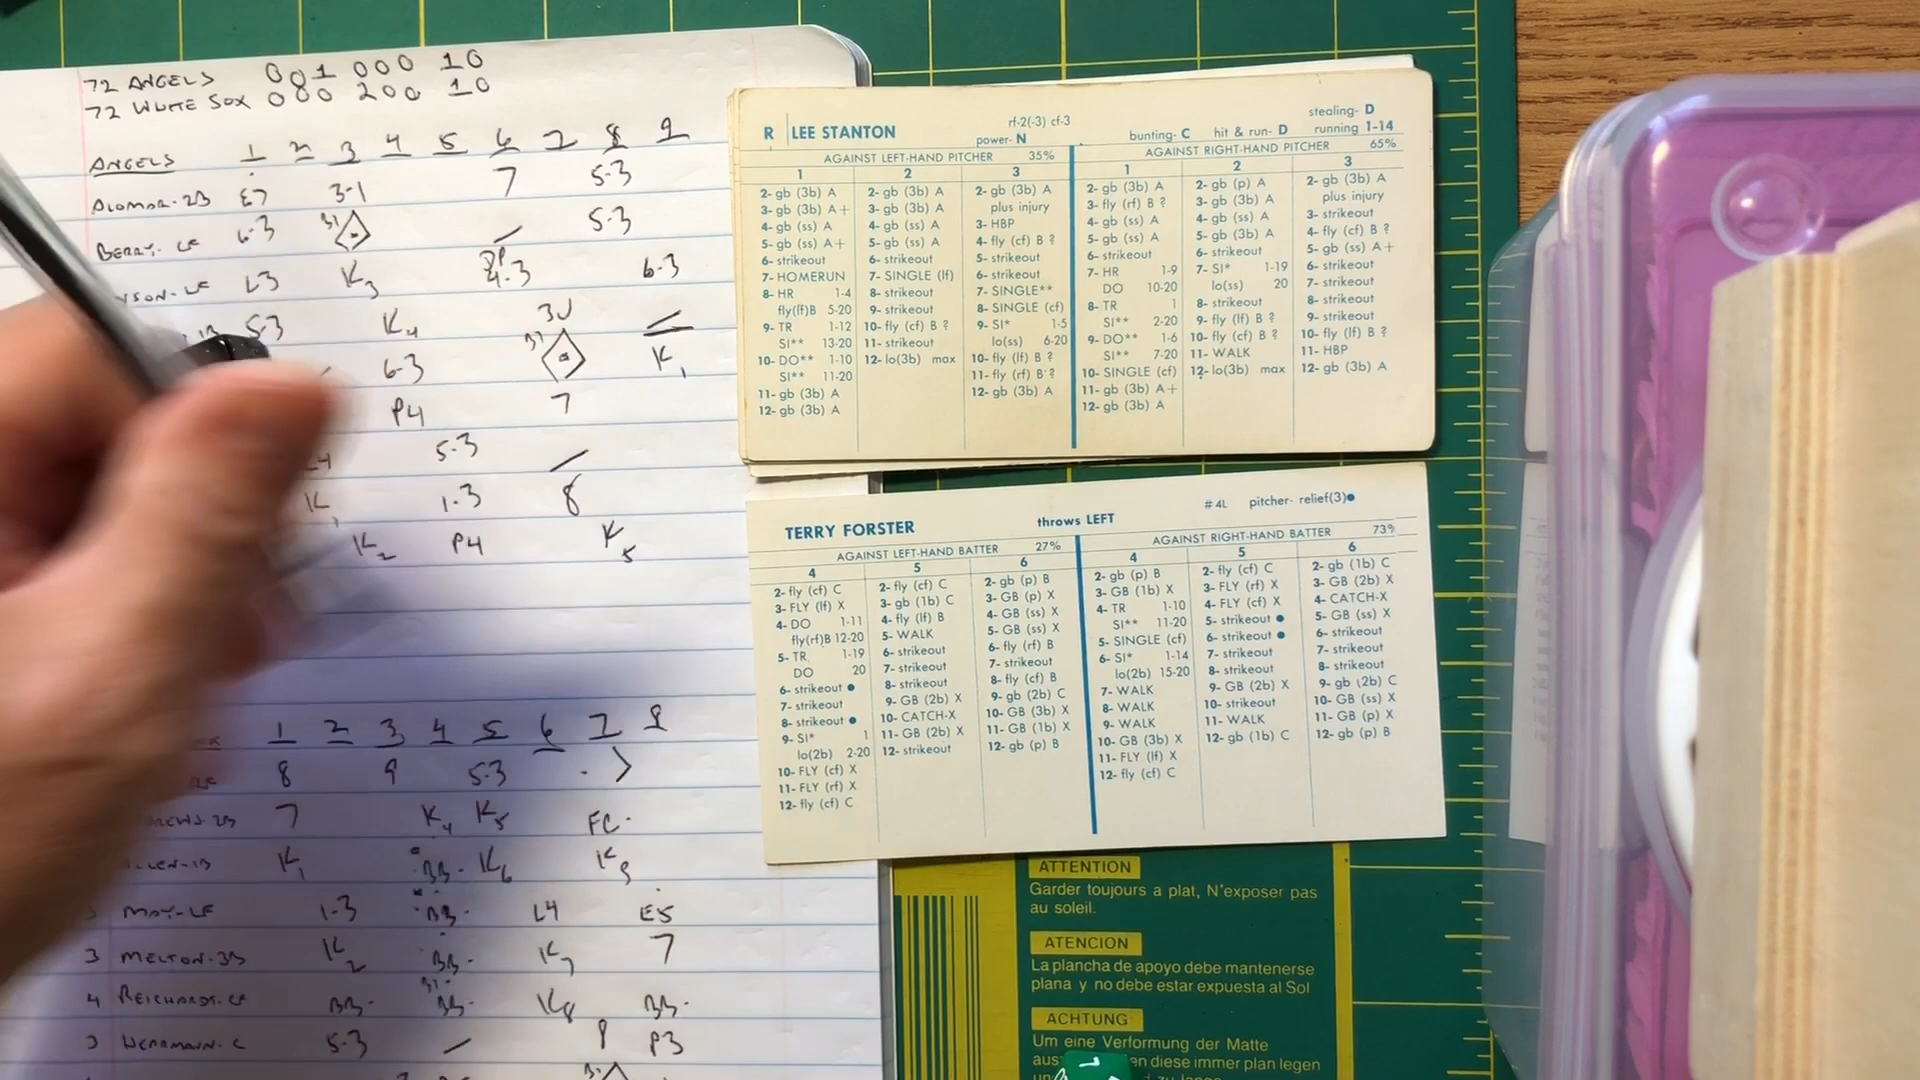 72 ANGELS 001 000 10
72 WHITE SOX 000 200 10
ANGELS 1 2 3 4 5 6 7 8 9
ALOMAR-2B E7 3-1 7 5-3
BERRY-CF 6-3 5-3
L3 K3 DP 4-3 6-3
5-3 K4 3U
6-3 K1
P4 7
L4 5-3
K1 1-3 8
K2 P4 K5
1 2 3 4 5 6 7 8
8 9 5-3
7 K4 K5 FC
K1 BB K6 K9
MAY-LF 1-3 BB L4 E5
3 MELTON-3B K2 BB K7 7
4 REICHARDT-CF BB BB K8 BB
3 HERRMANN-C 5-3 P3
R LEE STANTON
rf-2(-3) cf-3
power- N
bunting- C hit & run- D
stealing- D
running 1-14
AGAINST LEFT-HAND PITCHER 35%
1
2- gb (3b) A
3- gb (3b) A+
4- gb (ss) A
5- gb (ss) A+
6- strikeout
7- HOMERUN
8- HR 1-4
fly(lf)B 5-20
9- TR 1-12
SI** 13-20
10- DO** 1-10
SI** 11-20
11- gb (3b) A
12- gb (3b) A
2
2- gb (3b) A
3- gb (3b) A
4- gb (ss) A
5- gb (ss) A
6- strikeout
7- SINGLE (lf)
8- strikeout
9- strikeout
10- fly (cf) B ?
11- strikeout
12- lo(3b) max
3
2- gb (3b) A
plus injury
3- HBP
4- fly (cf) B ?
5- strikeout
6- strikeout
7- SINGLE**
8- SINGLE (cf)
9- SI* 1-5
lo(ss) 6-20
10- fly (lf) B ?
11- fly (rf) B ?
12- gb (3b) A
AGAINST RIGHT-HAND PITCHER 65%
1
2- gb (3b) A
3- fly (rf) B ?
4- gb (ss) A
5- gb (ss) A
6- strikeout
7- HR 1-9
DO 10-20
8- TR 1
SI** 2-20
9- DO** 1-6
SI** 7-20
10- SINGLE (cf)
11- gb (3b) A+
12- gb (3b) A
2
2- gb (p) A
3- gb (3b) A
4- gb (ss) A
5- gb (3b) A
6- strikeout
7- SI* 1-19
lo(ss) 20
8- strikeout
9- fly (lf) B ?
10- fly (cf) B ?
11- WALK
12- lo(3b) max
3
2- gb (3b) A
plus injury
3- strikeout
4- fly (cf) B ?
5- gb (ss) A+
6- strikeout
7- strikeout
8- strikeout
9- strikeout
10- fly (lf) B ?
11- HBP
12- gb (3b) A
TERRY FORSTER
throws LEFT
#4L pitcher- relief(3)●
AGAINST LEFT-HAND BATTER 27%
4
2- fly (cf) C
3- FLY (lf) X
4- DO 1-11
fly(rf)B 12-20
5- TR 1-19
DO 20
6- strikeout ●
7- strikeout
8- strikeout ●
9- SI* 1
lo(2b) 2-20
10- FLY (cf) X
11- FLY (rf) X
12- fly (cf) C
5
2- fly (cf) C
3- gb (1b) C
4- fly (lf) B
5- WALK
6- strikeout
7- strikeout
8- strikeout
9- GB (2b) X
10- CATCH-X
11- GB (2b) X
12- strikeout
6
2- gb (p) B
3- GB (p) X
4- GB (ss) X
5- GB (ss) X
6- fly (rf) B
7- strikeout
8- fly (cf) B
9- gb (2b) C
10- GB (3b) X
11- GB (1b) X
12- gb (p) B
AGAINST RIGHT-HAND BATTER 73%
4
2- gb (p) B
3- GB (1b) X
4- TR 1-10
SI** 11-20
5- SINGLE (cf)
6- SI* 1-14
lo(2b) 15-20
7- WALK
8- WALK
9- WALK
10- GB (3b) X
11- FLY (lf) X
12- fly (cf) C
5
2- fly (cf) C
3- FLY (rf) X
4- FLY (cf) X
5- strikeout ●
6- strikeout ●
7- strikeout
8- strikeout
9- GB (2b) X
10- strikeout
11- WALK
12- gb (1b) C
6
2- gb (1b) C
3- GB (2b) X
4- CATCH-X
5- GB (ss) X
6- strikeout
7- strikeout
8- strikeout
9- gb (2b) C
10- GB (ss) X
11- GB (p) X
12- gb (p) B
ATTENTION
Garder toujours a plat, N'exposer pas
au soleil.
ATENCION
La plancha de apoyo debe mantenerse
plana y no debe estar expuesta al Sol
ACHTUNG
Um eine Verformung der Matte
diese immer plan legen